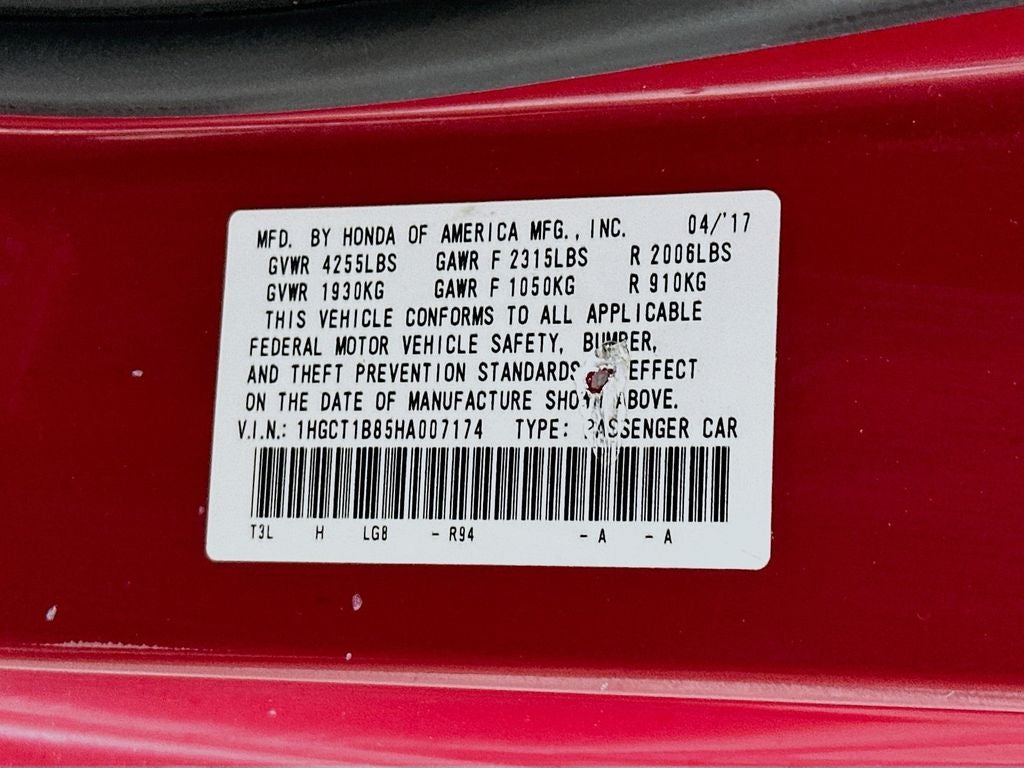 MFD. BY HONDA OF AMERICA MFG., INC. 04/'17
GVWR 4255LBS GAWR F 2315LBS R 2006LBS
GVWR 1930KG GAWR F 1050KG R 910KG
THIS VEHICLE CONFORMS TO ALL APPLICABLE
FEDERAL MOTOR VEHICLE SAFETY, BUMPER,
AND THEFT PREVENTION STANDARDS EFFECT
ON THE DATE OF MANUFACTURE SHOWN ABOVE.
V.I.N.: 1HGCT1B85HA007174 TYPE: PASSENGER CAR
T3L H LG8 - R94 - A - A